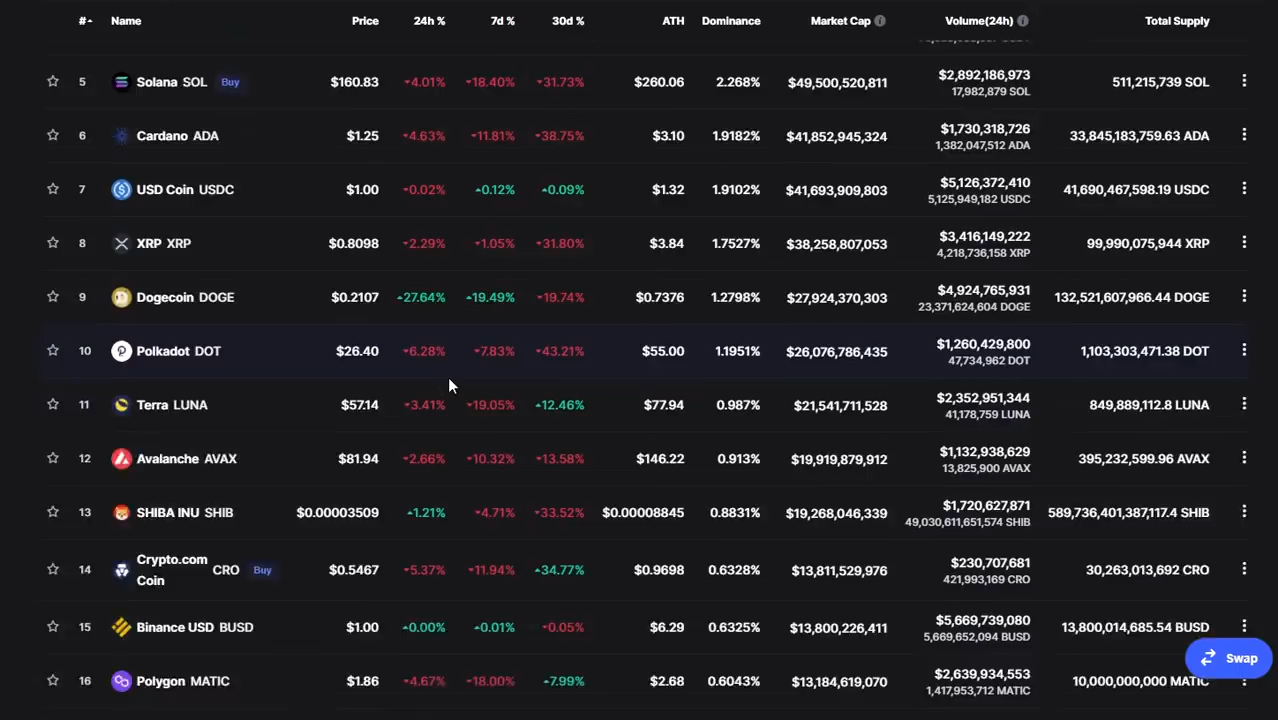 # Name Price 24h % 7d % 30d % ATH Dominance Market Cap Volume(24h) Total Supply
5 Solana SOL Buy $160.83 4.01% 18.40% 31.73% $260.06 2.268% $49,500,520,811 $2,892,186,973 511,215,739 SOL
17,982,879 SOL
6 Cardano ADA $1.25 4.63% 11.81% 38.75% $3.10 1.9182% $41,852,945,324 $1,730,318,726 33,845,183,759.63 ADA
1,382,047,512 ADA
7 USD Coin USDC $1.00 0.02% 0.12% 0.09% $1.32 1.9102% $41,693,909,803 $5,126,372,410 41,690,467,598.19 USDC
5,125,949,182 USDC
8 XRP XRP $0.8098 2.29% 1.05% 31.80% $3.84 1.7527% $38,258,807,053 $3,416,149,222 99,990,075,944 XRP
4,218,736,158 XRP
9 Dogecoin DOGE $0.2107 27.64% 19.49% 19.74% $0.7376 1.2798% $27,924,370,303 $4,924,765,931 132,521,607,966.44 DOGE
23,371,624,604 DOGE
10 Polkadot DOT $26.40 6.28% 7.83% 43.21% $55.00 1.1951% $26,076,786,435 $1,260,429,800 1,103,303,471.38 DOT
47,734,962 DOT
11 Terra LUNA $57.14 3.41% 19.05% 12.46% $77.94 0.987% $21,541,711,528 $2,352,951,344 849,889,112.8 LUNA
41,178,759 LUNA
12 Avalanche AVAX $81.94 2.66% 10.32% 13.58% $146.22 0.913% $19,919,879,912 $1,132,938,629 395,232,599.96 AVAX
13,825,900 AVAX
13 SHIBA INU SHIB $0.00003509 1.21% 4.71% 33.52% $0.00008845 0.8831% $19,268,046,339 $1,720,627,871 589,736,401,387,117.4 SHIB
49,030,611,651,574 SHIB
14 Crypto.com Coin CRO Buy $0.5467 5.37% 11.94% 34.77% $0.9698 0.6328% $13,811,529,976 $230,707,681 30,263,013,692 CRO
421,993,169 CRO
15 Binance USD BUSD $1.00 0.00% 0.01% 0.05% $6.29 0.6325% $13,800,226,411 $5,669,739,080 13,800,014,685.54 BUSD
5,669,652,094 BUSD
Swap
16 Polygon MATIC $1.86 4.67% 18.00% 7.99% $2.68 0.6043% $13,184,619,070 $2,639,934,553 10,000,000,000 MATIC
1,417,953,712 MATIC